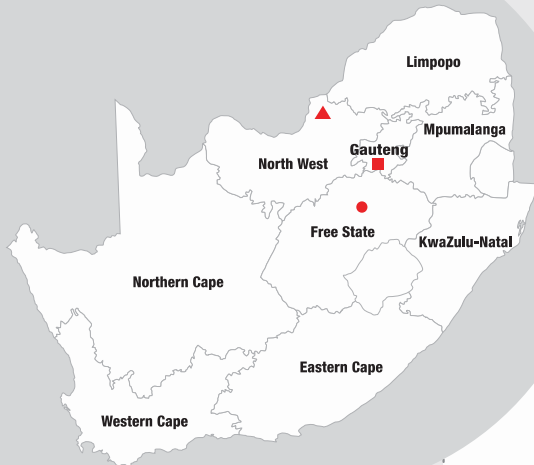 Limpopo
Mpumalanga
Gauteng
North West
Free State
KwaZulu-Natal
Northern Cape
Eastern Cape
Western Cape